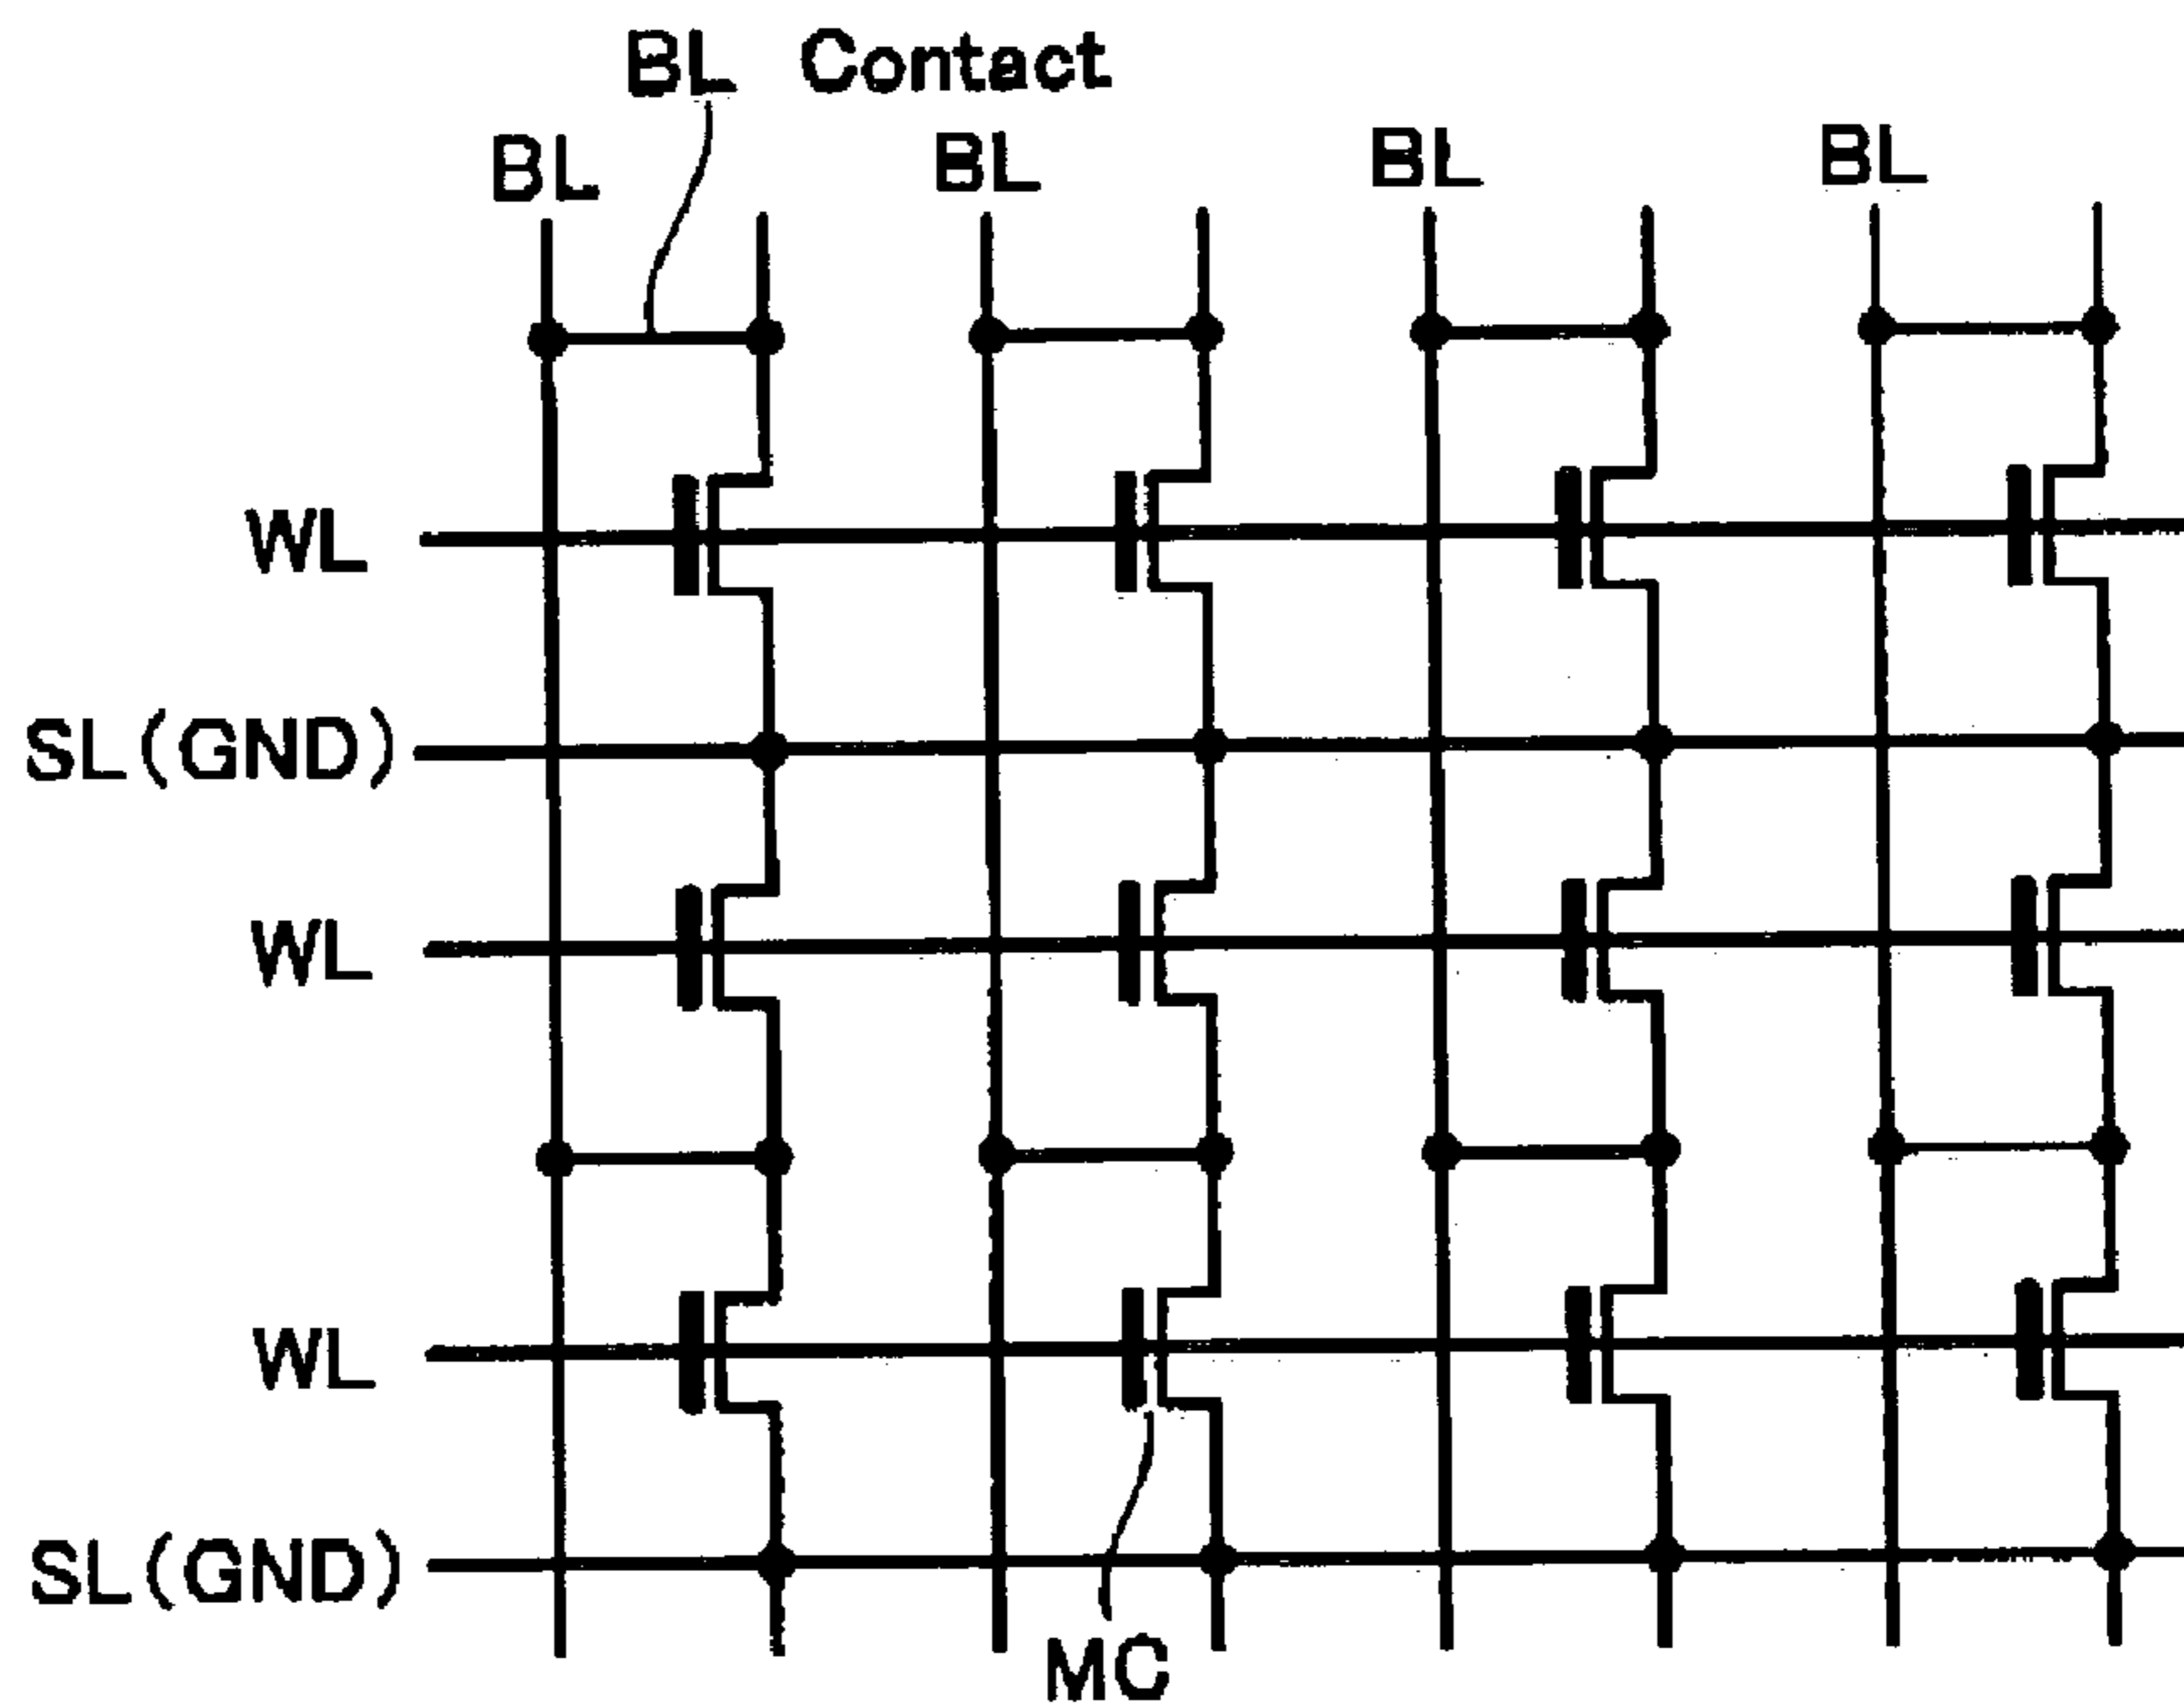 BL Contact
BL BL BL BL
WL
SL(GND)
WL
WL
SL(GND)
MC